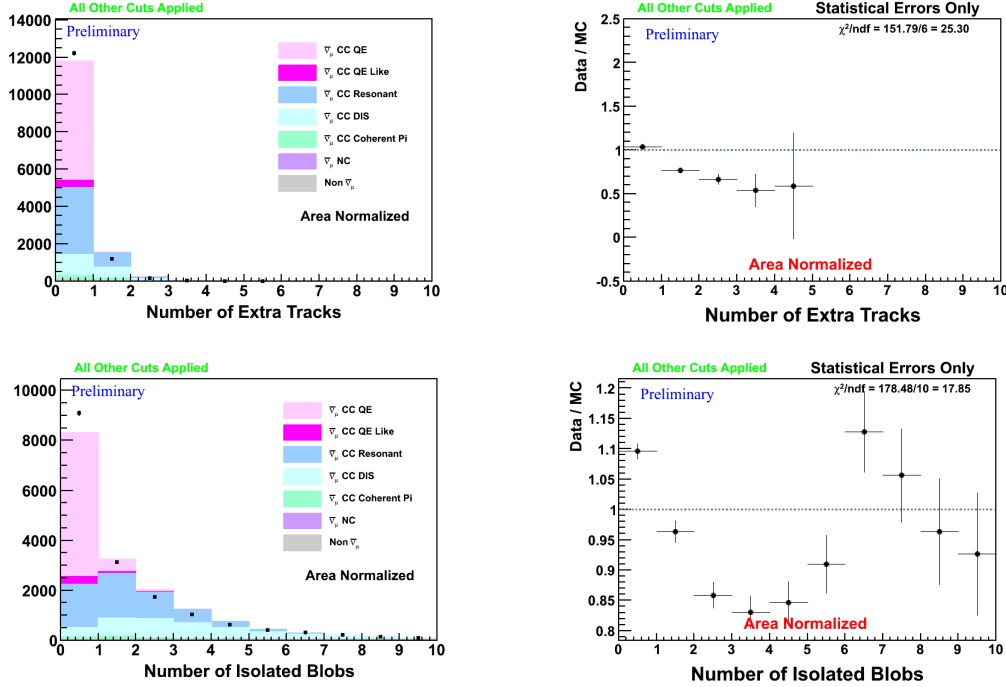 All Other Cuts Applied
Preliminary
14000
12000
10000
8000
6000
4000
2000
0
ν̅μ CC QE
ν̅μ CC QE Like
ν̅μ CC Resonant
ν̅μ CC DIS
ν̅μ CC Coherent Pi
ν̅μ NC
Non ν̅μ
Area Normalized
0 1 2 3 4 5 6 7 8 9 10
Number of Extra Tracks
All Other Cuts Applied
Statistical Errors Only
χ²/ndf = 151.79/6 = 25.30
Preliminary
Data / MC
2.5
2
1.5
1
0.5
0
-0.5
Area Normalized
0 1 2 3 4 5 6 7 8 9 10
Number of Extra Tracks
All Other Cuts Applied
Preliminary
10000
8000
6000
4000
2000
0
ν̅μ CC QE
ν̅μ CC QE Like
ν̅μ CC Resonant
ν̅μ CC DIS
ν̅μ CC Coherent Pi
ν̅μ NC
Non ν̅μ
Area Normalized
0 1 2 3 4 5 6 7 8 9 10
Number of Isolated Blobs
All Other Cuts Applied
Statistical Errors Only
χ²/ndf = 178.48/10 = 17.85
Preliminary
Data / MC
1.2
1.15
1.1
1.05
1
0.95
0.9
0.85
0.8
Area Normalized
0 1 2 3 4 5 6 7 8 9 10
Number of Isolated Blobs